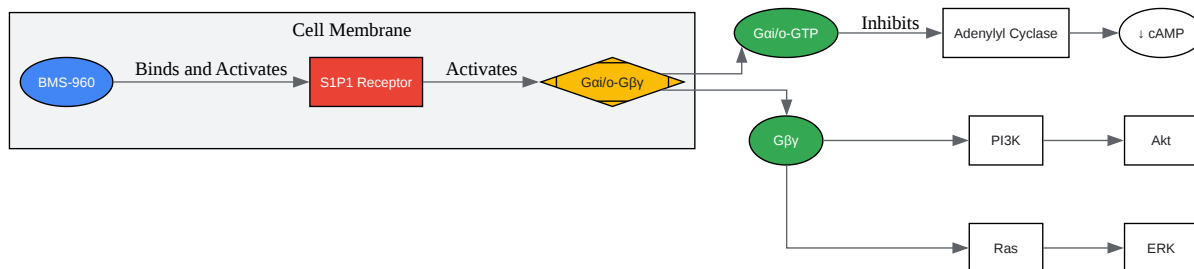 Cell Membrane
BMS-960
Binds and Activates
S1P1 Receptor
Activates
Gαi/o-Gβγ
Gαi/o-GTP
Inhibits
Adenylyl Cyclase
↓ cAMP
Gβγ
PI3K
Akt
Ras
ERK